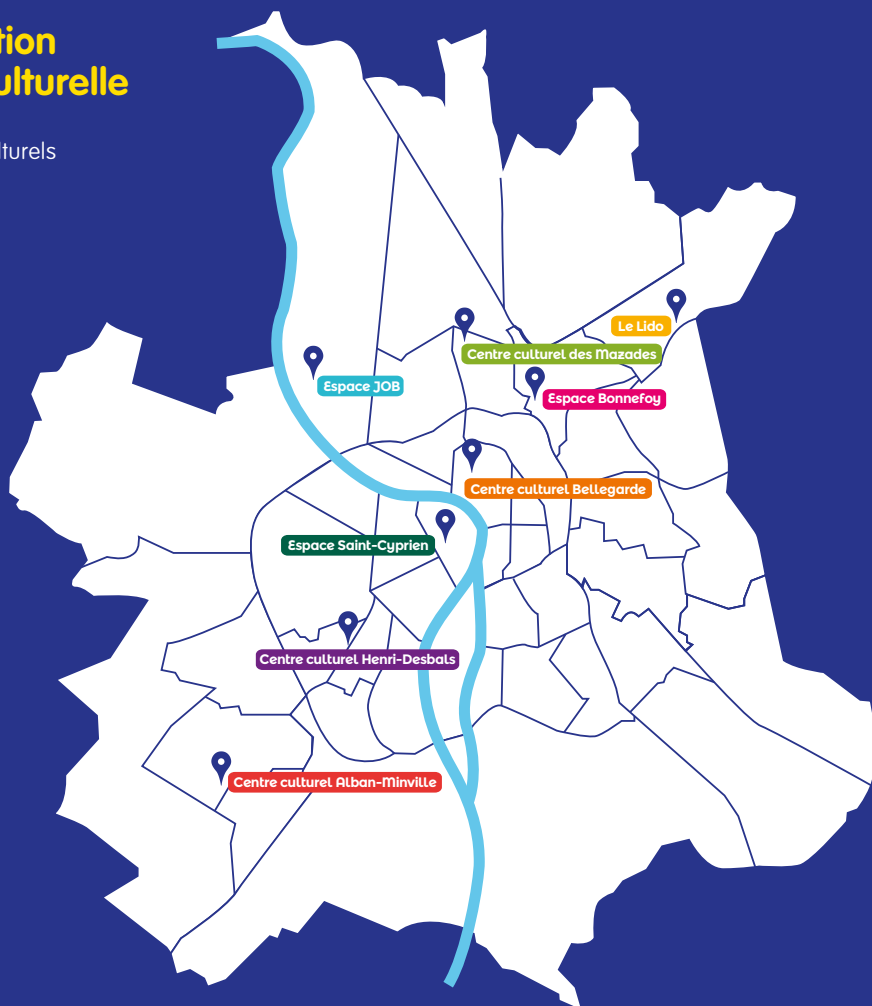 tion
ulturelle
lturels
Le Lido
Centre culturel des Mazades
Espace JOB
Espace Bonnefoy
Centre culturel Bellegarde
Espace Saint-Cyprien
Centre culturel Henri-Desbals
Centre culturel Alban-Minville